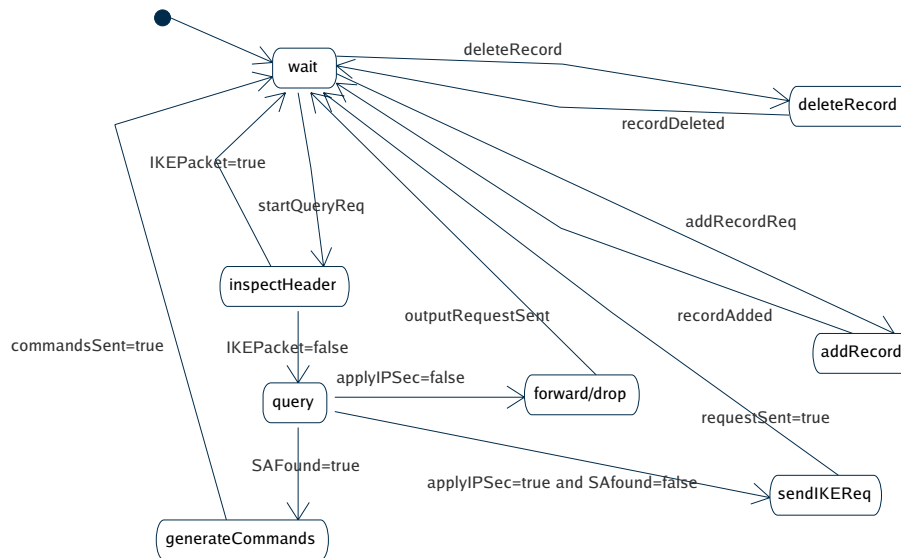 deleteRecord
wait
deleteRecord
recordDeleted
IKEPacket=true
startQueryReq
addRecordReq
inspectHeader
outputRequestSent
recordAdded
commandsSent=true
IKEPacket=false
addRecord
applyIPSec=false
query
forward/drop
requestSent=true
SAFound=true
applyIPSec=true and SAfound=false
sendIKEReq
generateCommands